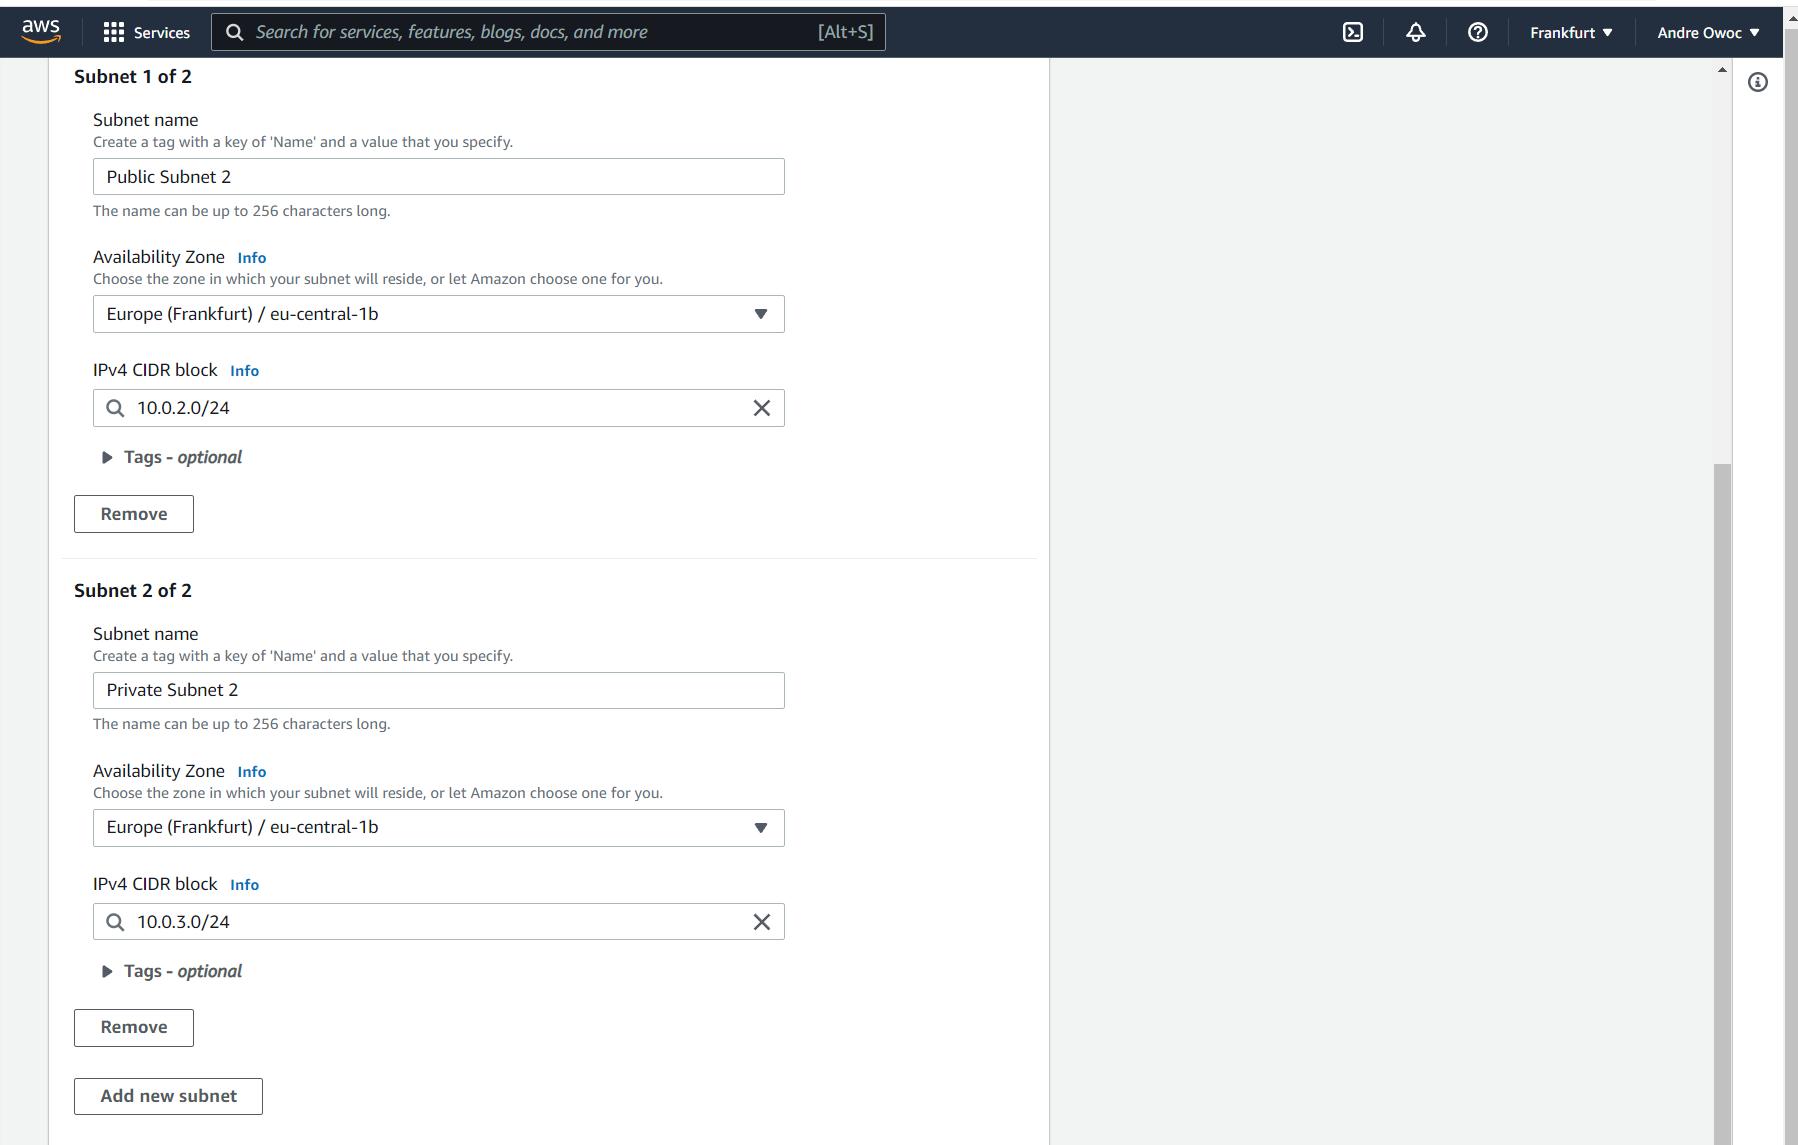 aws Services Search for services, features, blogs, docs, and more [Alt+S] Frankfurt Andre Owoc
Subnet 1 of 2
Subnet name
Create a tag with a key of 'Name' and a value that you specify.
Public Subnet 2
The name can be up to 256 characters long.
Availability Zone Info
Choose the zone in which your subnet will reside, or let Amazon choose one for you.
Europe (Frankfurt) / eu-central-1b
IPv4 CIDR block Info
10.0.2.0/24
Tags - optional
Remove
Subnet 2 of 2
Subnet name
Create a tag with a key of 'Name' and a value that you specify.
Private Subnet 2
The name can be up to 256 characters long.
Availability Zone Info
Choose the zone in which your subnet will reside, or let Amazon choose one for you.
Europe (Frankfurt) / eu-central-1b
IPv4 CIDR block Info
10.0.3.0/24
Tags - optional
Remove
Add new subnet